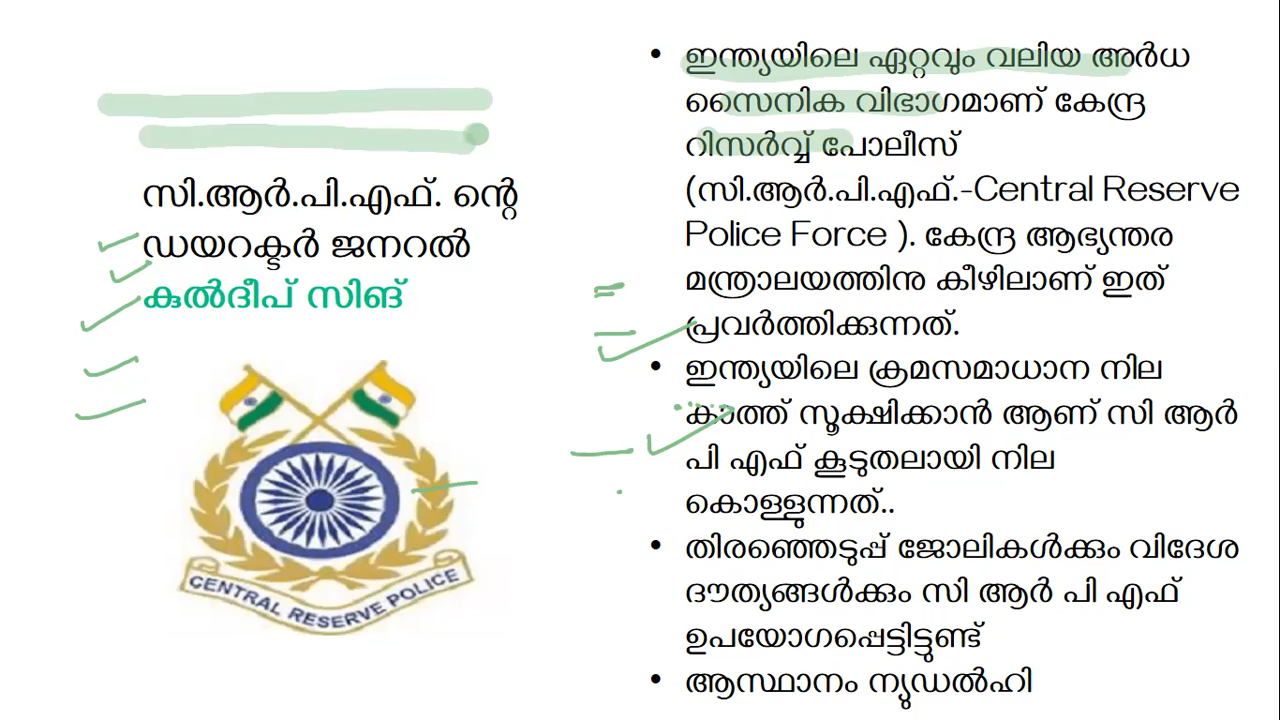 സി.ആർ.പി.എഫ്. ന്റെ
ഡയറക്ടർ ജനറൽ
കുൽദീപ് സിങ്
CENTRAL RESERVE POLICE
• ഇന്ത്യയിലെ ഏറ്റവും വലിയ അർധ
സൈനിക വിഭാഗമാണ് കേന്ദ്ര
റിസർവ്വ് പോലീസ്
(സി.ആർ.പി.എഫ്.-Central Reserve
Police Force ). കേന്ദ്ര ആഭ്യന്തര
മന്ത്രാലയത്തിനു കീഴിലാണ് ഇത്
പ്രവർത്തിക്കുന്നത്.
• ഇന്ത്യയിലെ ക്രമസമാധാന നില
കാത്ത് സൂക്ഷിക്കാൻ ആണ് സി ആർ
പി എഫ് കൂടുതലായി നില
കൊള്ളുന്നത്..
• തിരഞ്ഞെടുപ്പ് ജോലികൾക്കും വിദേശ
ദൗത്യങ്ങൾക്കും സി ആർ പി എഫ്
ഉപയോഗപ്പെട്ടിട്ടുണ്ട്
• ആസ്ഥാനം ന്യുഡൽഹി